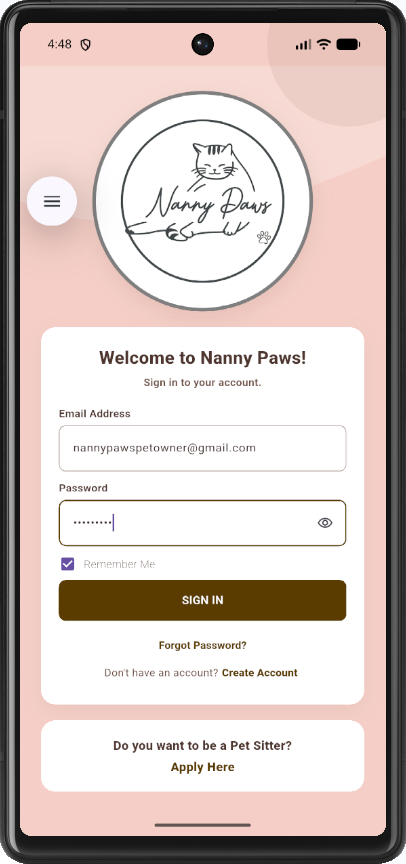 4:48
Nanny Paws
Welcome to Nanny Paws!
Sign in to your account.
Email Address
nannypawspetowner@gmail.com
Password
•••••••••
Remember Me
SIGN IN
Forgot Password?
Don't have an account? Create Account
Do you want to be a Pet Sitter?
Apply Here